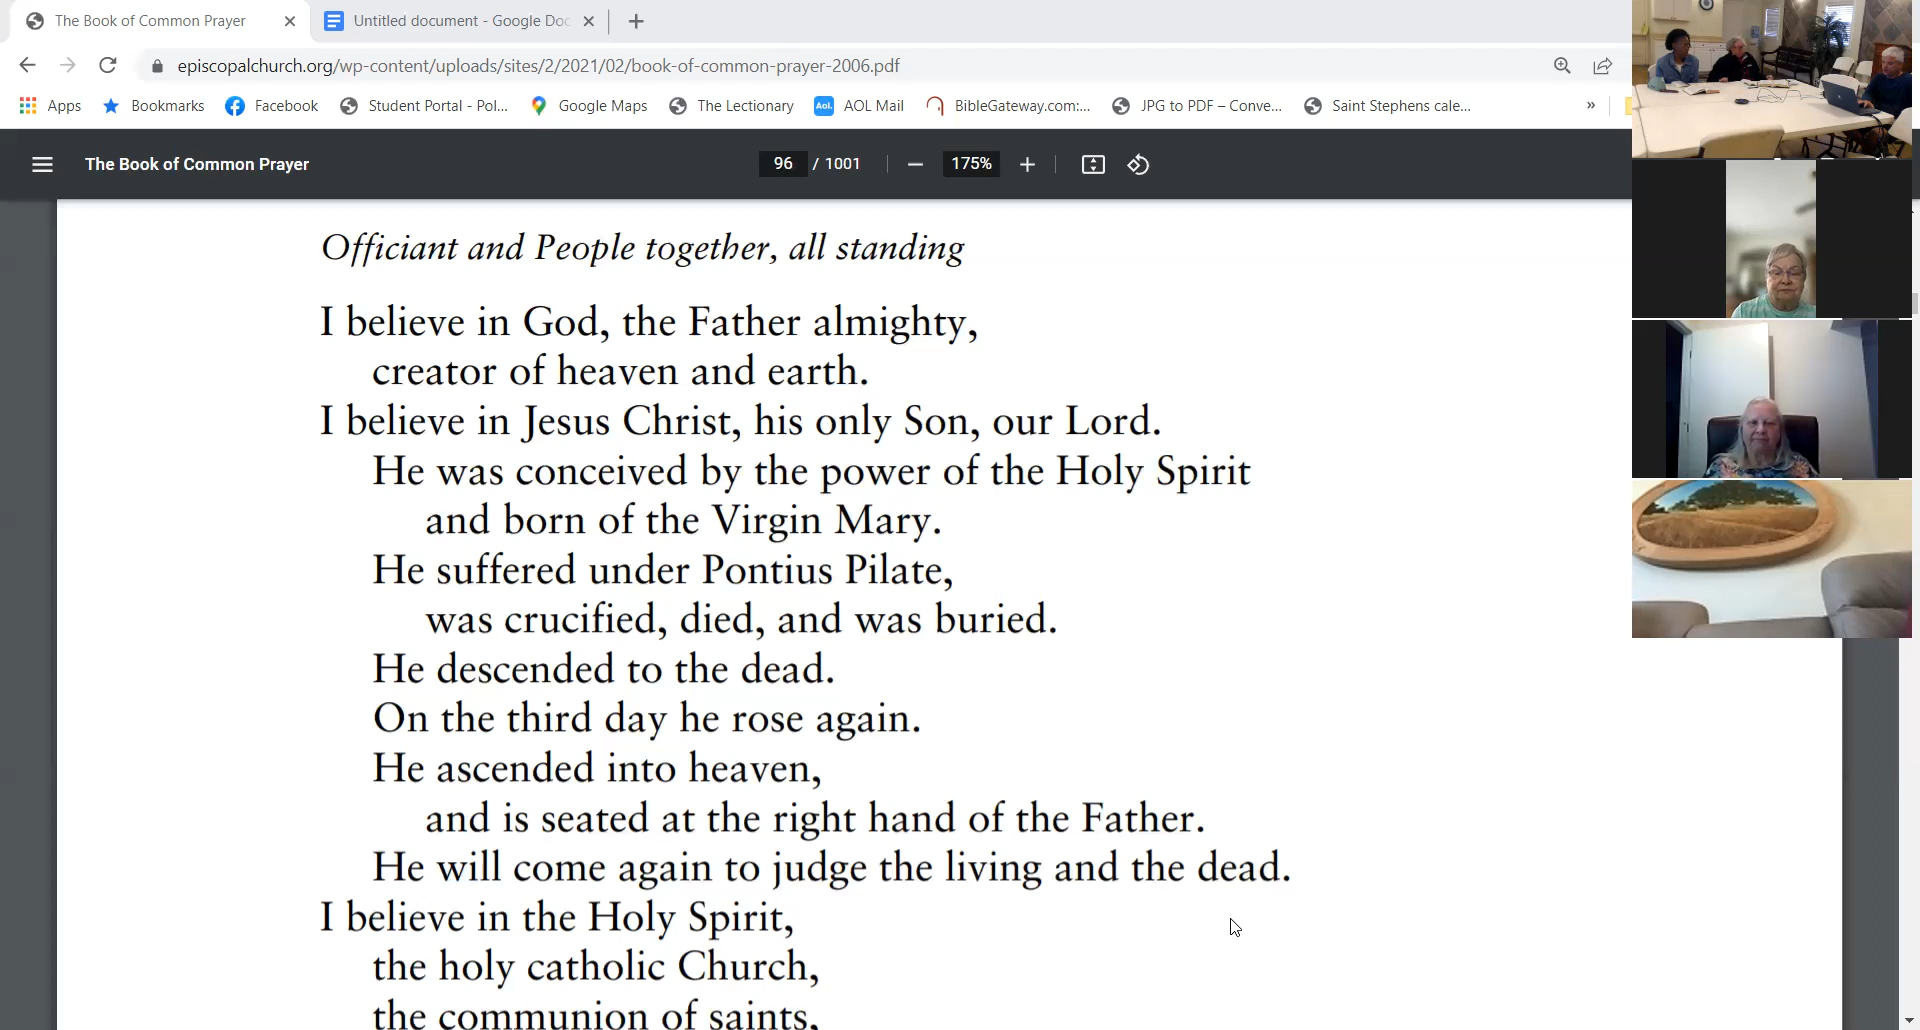 The Book of Common Prayer
Untitled document - Google Doc
episcopalchurch.org/wp-content/uploads/sites/2/2021/02/book-of-common-prayer-2006.pdf
Apps Bookmarks Facebook Student Portal - Pol... Google Maps The Lectionary Aol. AOL Mail BibleGateway.com:... JPG to PDF – Conve... Saint Stephens cale... »
The Book of Common Prayer 96 / 1001 175%
Officiant and People together, all standing
I believe in God, the Father almighty,
creator of heaven and earth.
I believe in Jesus Christ, his only Son, our Lord.
He was conceived by the power of the Holy Spirit
and born of the Virgin Mary.
He suffered under Pontius Pilate,
was crucified, died, and was buried.
He descended to the dead.
On the third day he rose again.
He ascended into heaven,
and is seated at the right hand of the Father.
He will come again to judge the living and the dead.
I believe in the Holy Spirit,
the holy catholic Church,
the communion of saints,